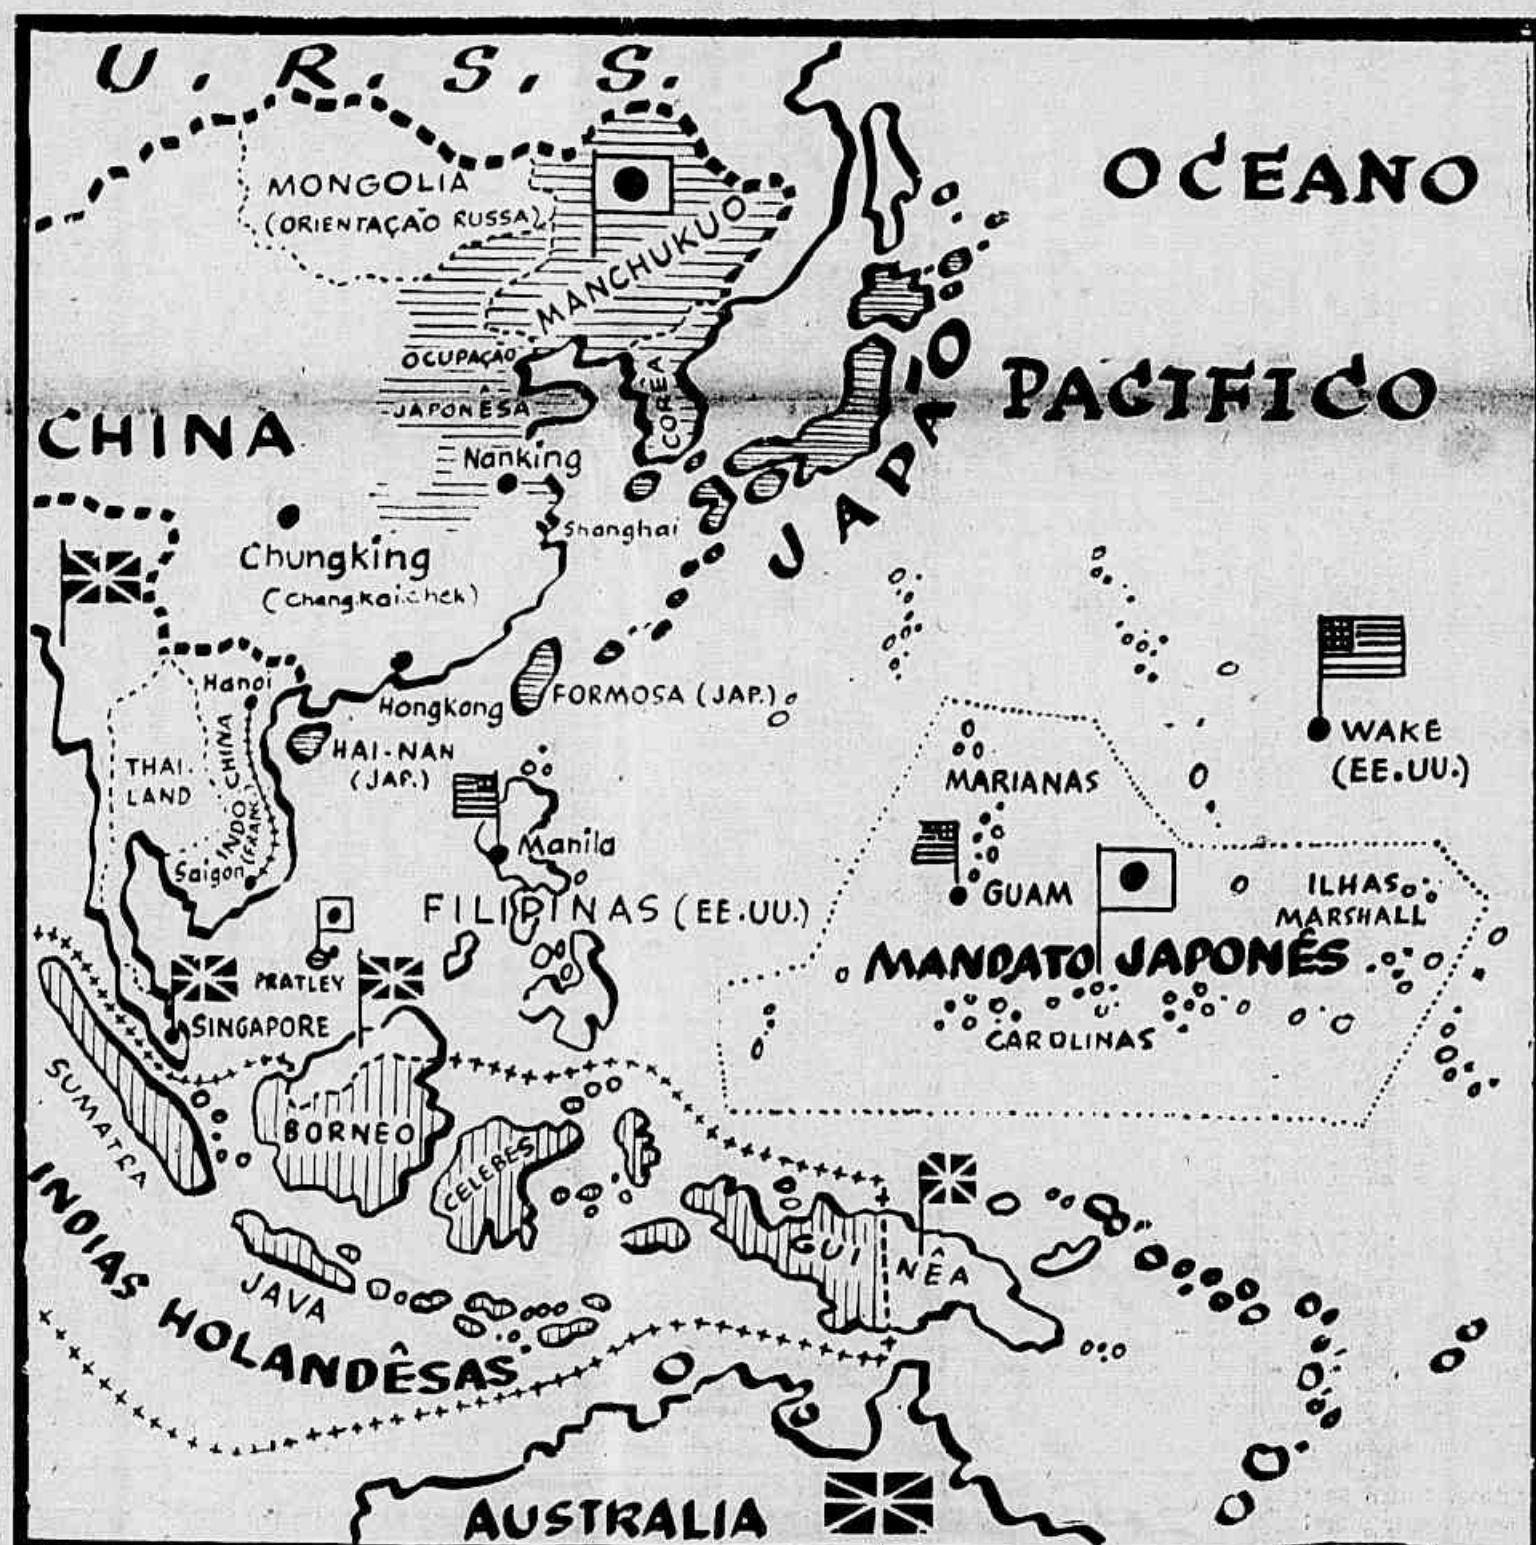 U. R. S. S.
OCEANO
PACIFICO
MONGOLIA
(ORIENTAÇÃO RUSSA)
MANCHUKUO
OCUPAÇÃO
JAPONÊSA
CORÉA
JAPÃO
CHINA
Nanking
Shanghai
Chungking
(Chang.Kai.chek)
Hanoi
Hongkong
FORMOSA (JAP.)
HAI-NAN
(JAP.)
THAI-
LAND
INDO CHINA
Saigon
Manila
FILIPINAS (EE.UU.)
WAKE
(EE.UU.)
MARIANAS
GUAM
ILHAS
MARSHALL
MANDATO JAPONÊS
CAROLINAS
PRATLEY
SINGAPORE
SUMATRA
BORNEO
CELEBES
GUINÊA
JAVA
INDIAS HOLANDÊSAS
AUSTRALIA